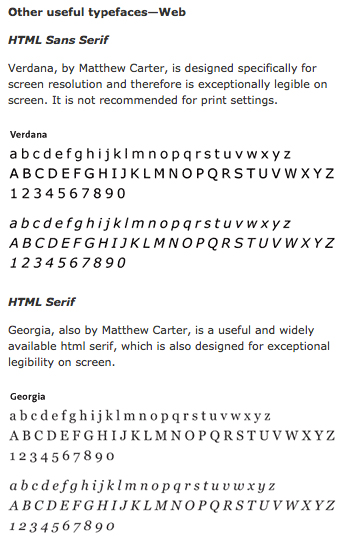 Other useful typefaces—Web
HTML Sans Serif
Verdana, by Matthew Carter, is designed specifically for
screen resolution and therefore is exceptionally legible on
screen. It is not recommended for print settings.
Verdana
a b c d e f g h i j k l m n o p q r s t u v w x y z
A B C D E F G H I J K L M N O P Q R S T U V W X Y Z
1 2 3 4 5 6 7 8 9 0
a b c d e f g h i j k l m n o p q r s t u v w x y z
A B C D E F G H I J K L M N O P Q R S T U V W X Y Z
1 2 3 4 5 6 7 8 9 0
HTML Serif
Georgia, also by Matthew Carter, is a useful and widely
available html serif, which is also designed for exceptional
legibility on screen.
Georgia
a b c d e f g h i j k l m n o p q r s t u v w x y z
A B C D E F G H I J K L M N O P Q R S T U V W X Y Z
1 2 3 4 5 6 7 8 9 0
a b c d e f g h i j k l m n o p q r s t u v w x y z
A B C D E F G H I J K L M N O P Q R S T U V W X Y Z
1 2 3 4 5 6 7 8 9 0